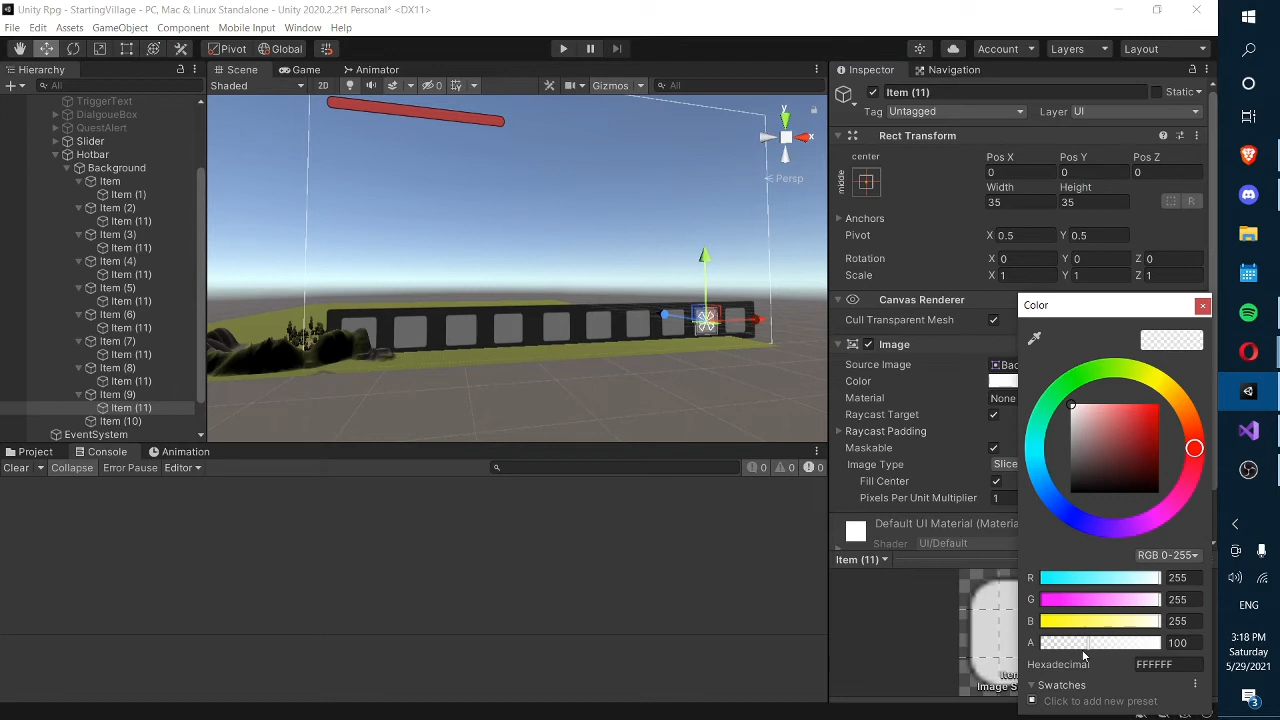 Unity Rpg - StartingVillage - PC, Mac & Linux Standalone - Unity 2020.2.2f1 Personal* <DX11>
File Edit Assets GameObject Component Mobile Input Window Help
Pivot Global Account Layers Layout
Hierarchy Scene Game Animator Inspector Navigation
All Shaded 2D 0 Gizmos All Item (11) Static
TriggerText Tag Untagged Layer UI
DialgoueBox
QuestAlert Rect Transform
Slider
Hotbar center Pos X Pos Y Pos Z
Background middle 0 0 0
Item Width Height
Item (1) 35 35 R
Item (2)
Item (11) Anchors
Item (3) Pivot X 0.5 Y 0.5
Item (11)
Item (4) Rotation X 0 Y 0 Z 0
Item (11) Scale X 1 Y 1 Z 1
Item (5)
Item (11) Canvas Renderer Color
Item (6) Cull Transparent Mesh
Item (11)
Item (7) Image
Item (11) Source Image Bac
Item (8) Color
Item (11) Material None
Item (9) Raycast Target
Item (11) Raycast Padding
Item (10) Maskable
EventSystem Image Type Slice
y x Persp
Project Console Animation
Clear Collapse Error Pause Editor 0 0 0
Fill Center
Pixels Per Unit Multiplier 1
Default UI Material (Materia
Shader UI/Default
Item (11)
Image S
RGB 0-255
R 255
G 255
B 255
A 100
Hexadecimal FFFFFF
Swatches
Click to add new preset
ENG
3:18 PM
Saturday
5/29/2021
3